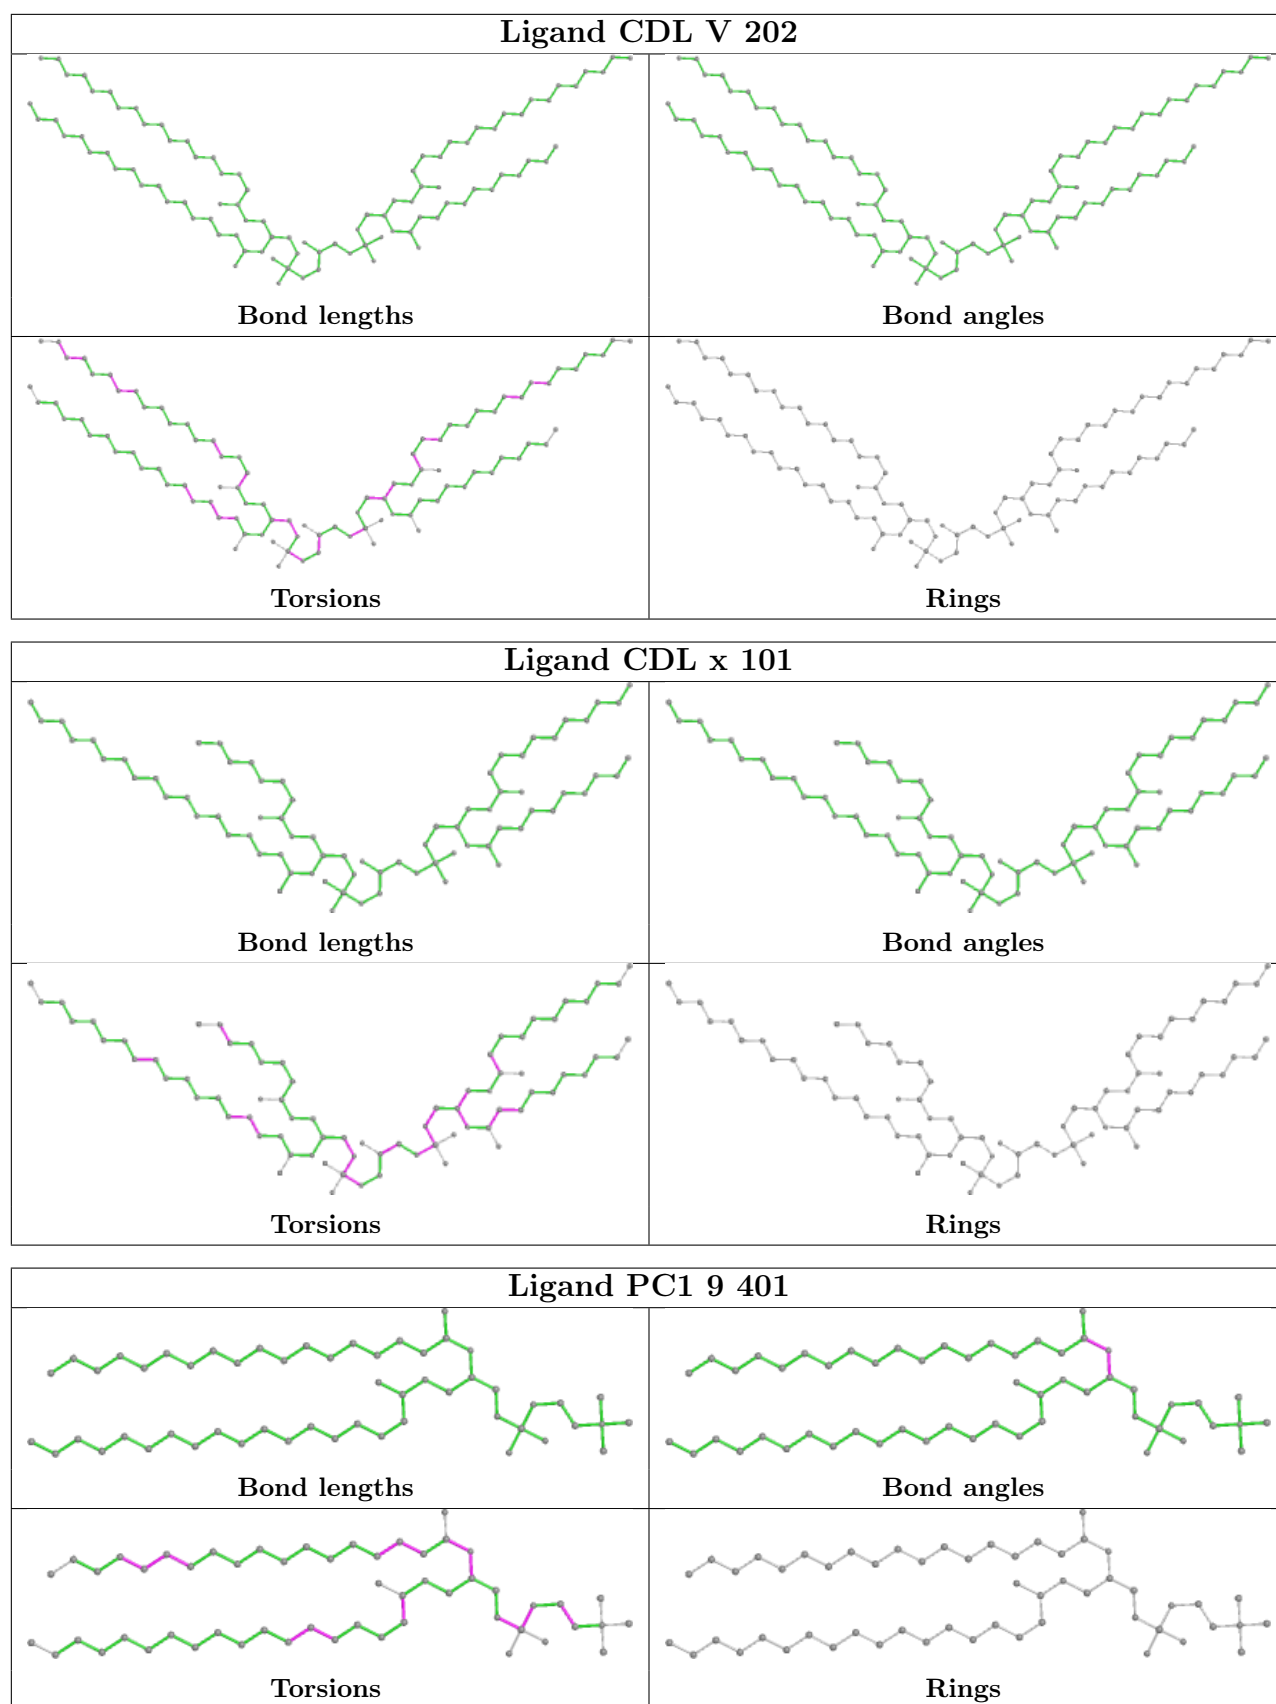 Ligand CDL V 202
Bond lengths
Bond angles
Torsions
Rings
Ligand CDL x 101
Bond lengths
Bond angles
Torsions
Rings
Ligand PC1 9 401
Bond lengths
Bond angles
Torsions
Rings